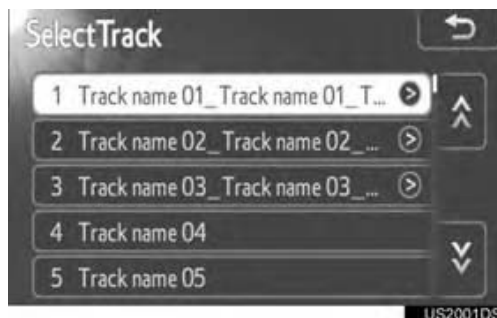 SelectTrack
1 Track name 01_Track name 01_T...
2 Track name 02_Track name 02_...
3 Track name 03_Track name 03_...
4 Track name 04
5 Track name 05
US2001DS